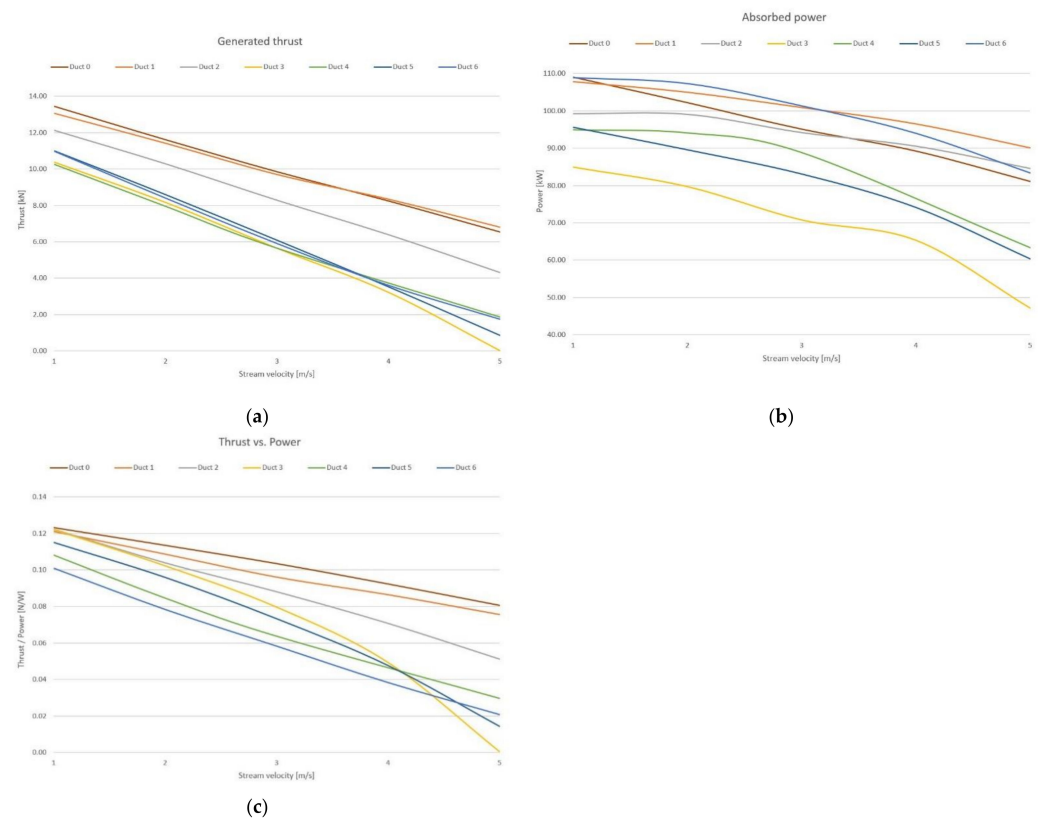 Generated thrust
Duct 0 Duct 1 Duct 2 Duct 3 Duct 4 Duct 5 Duct 6
14.00
12.00
10.00
8.00
6.00
4.00
2.00
0.00
Thrust [kN]
1 2 3 4 5
Stream velocity [m/s]
(a)
Absorbed power
Duct 0 Duct 1 Duct 2 Duct 3 Duct 4 Duct 5 Duct 6
110.00
100.00
90.00
80.00
70.00
60.00
50.00
40.00
Power [kW]
1 2 3 4 5
Stream velocity [m/s]
(b)
Thrust vs. Power
Duct 0 Duct 1 Duct 2 Duct 3 Duct 4 Duct 5 Duct 6
0.14
0.12
0.10
0.08
0.06
0.04
0.02
0.00
Thrust / Power [N/W]
1 2 3 4 5
Stream velocity [m/s]
(c)